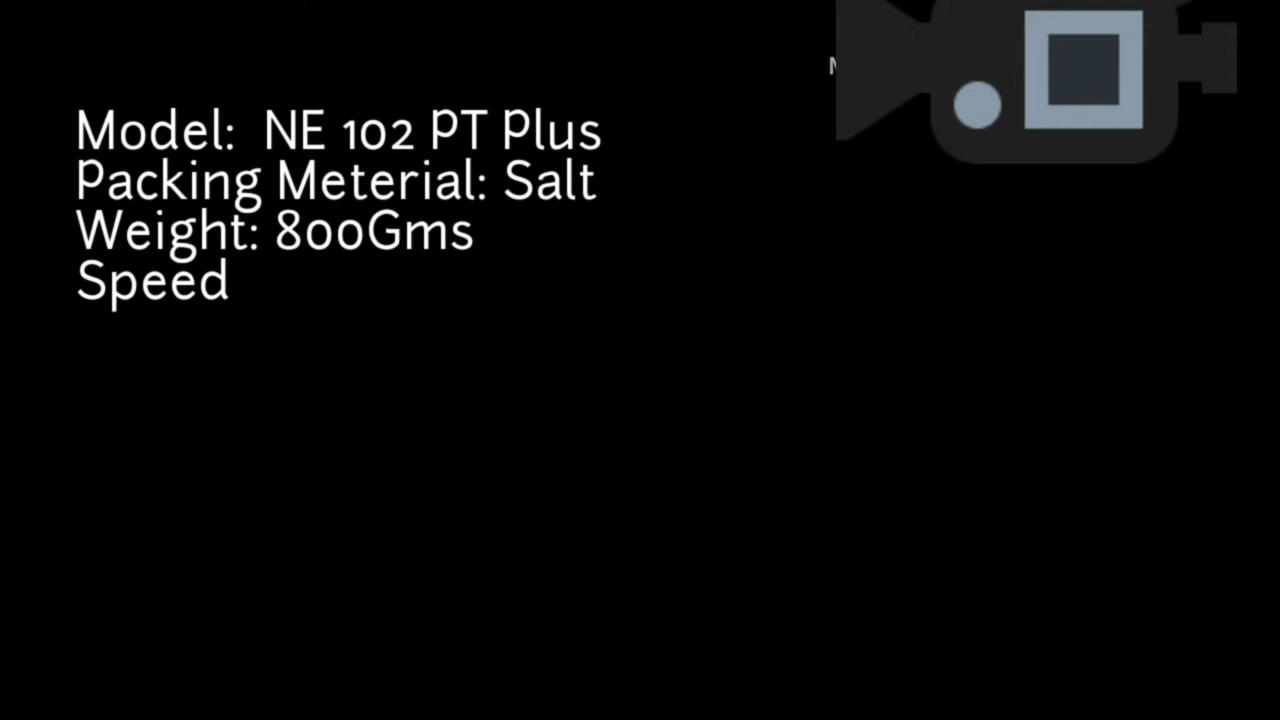 Model:  NE 102 PT Plus
Packing Meterial: Salt
Weight: 800Gms
Speed